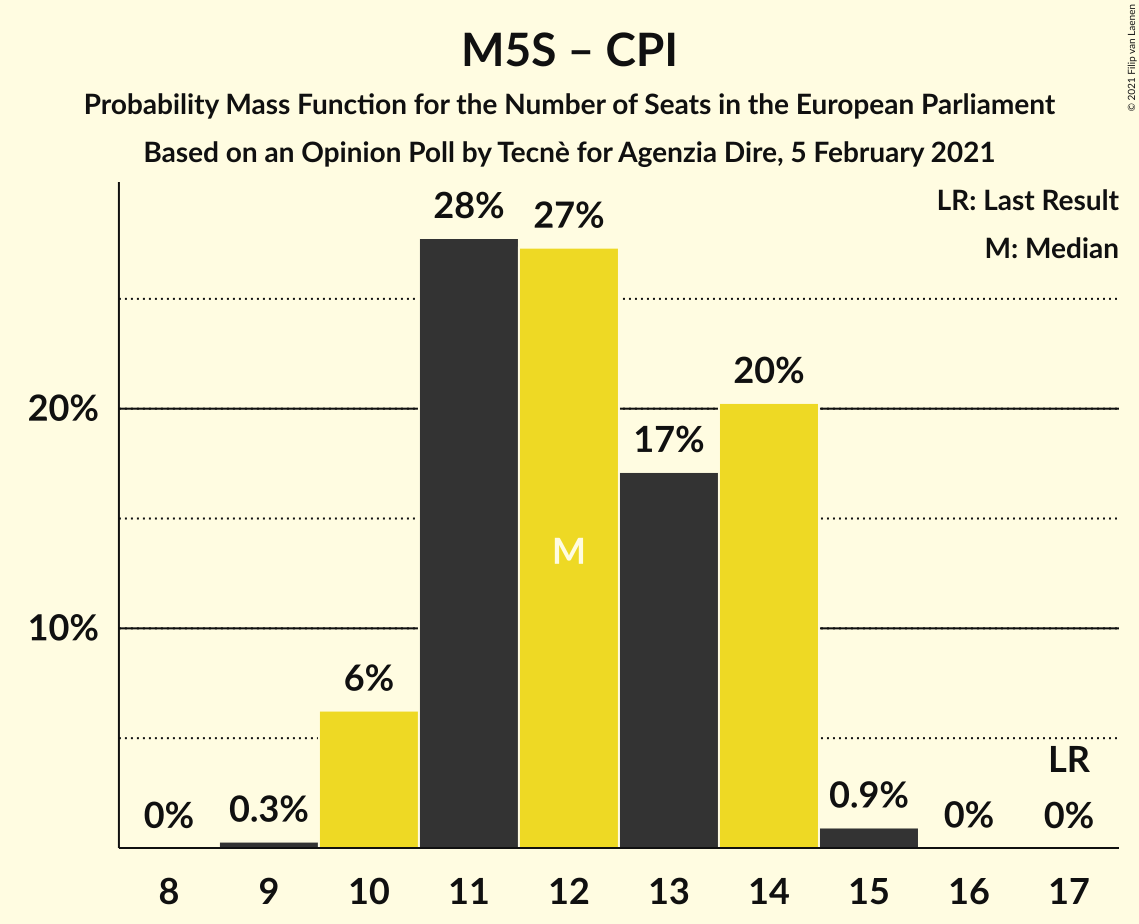 M5S – CPI
Probability Mass Function for the Number of Seats in the European Parliament
Based on an Opinion Poll by Tecnè for Agenzia Dire, 5 February 2021
© 2021 Filip van Laenen
LR: Last Result
M: Median
28%
27%
20%
20%
17%
M
10%
6%
LR
0%
0.3%
0.9%
0%
0%
8
9
10
11
12
13
14
15
16
17